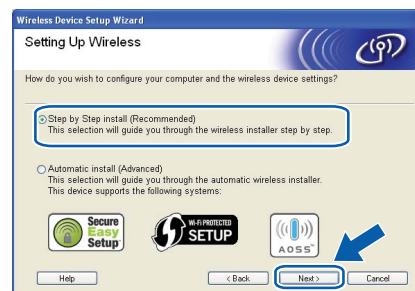 Wireless Device Setup Wizard
Setting Up Wireless
How do you wish to configure your computer and the wireless device settings?
Step by Step install (Recommended)
This selection will guide you through the wireless installer step by step.
Automatic install (Advanced)
This selection will guide you through the automatic wireless installer.
This device supports the following systems:
Secure
Easy
Setup
Wi-Fi PROTECTED
SETUP
AOSS™
Help
< Back
Next >
Cancel